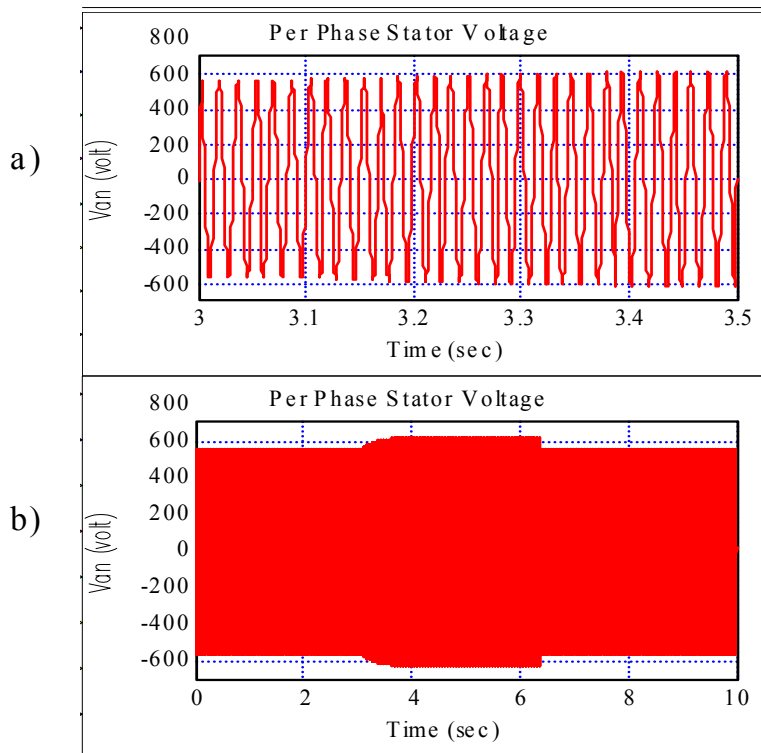 a)
Per Phase Stator Voltage
Van (volt)
800
600
400
200
0
-200
-400
-600
3 3.1 3.2 3.3 3.4 3.5
Time (sec)
b)
Per Phase Stator Voltage
Van (volt)
800
600
400
200
0
-200
-400
-600
0 2 4 6 8 10
Time (sec)